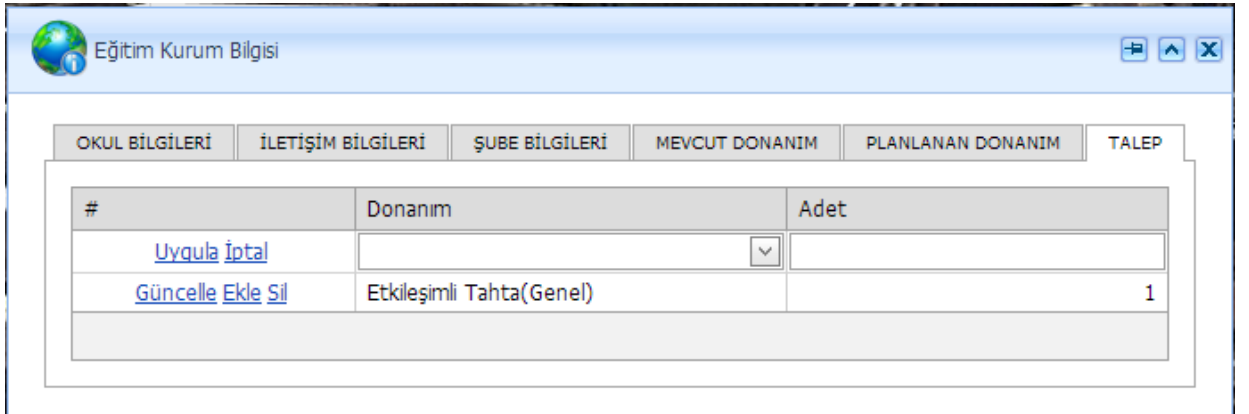 Eğitim Kurum Bilgisi
OKUL BİLGİLERİ İLETİŞİM BİLGİLERİ ŞUBE BİLGİLERİ MEVCUT DONANIM PLANLANAN DONANIM TALEP
# Donanım Adet
Uygula İptal
Güncelle Ekle Sil Etkileşimli Tahta(Genel) 1